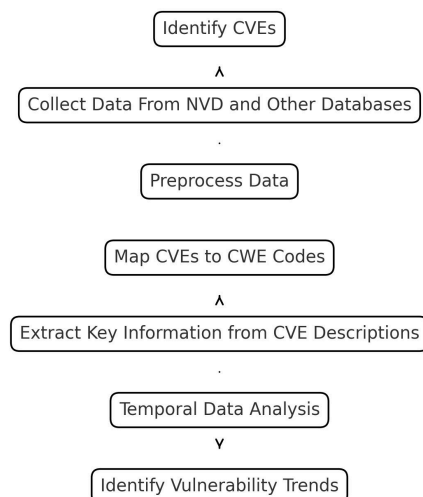 Identify CVEs
Collect Data From NVD and Other Databases
Preprocess Data
Map CVEs to CWE Codes
Extract Key Information from CVE Descriptions
Temporal Data Analysis
Identify Vulnerability Trends